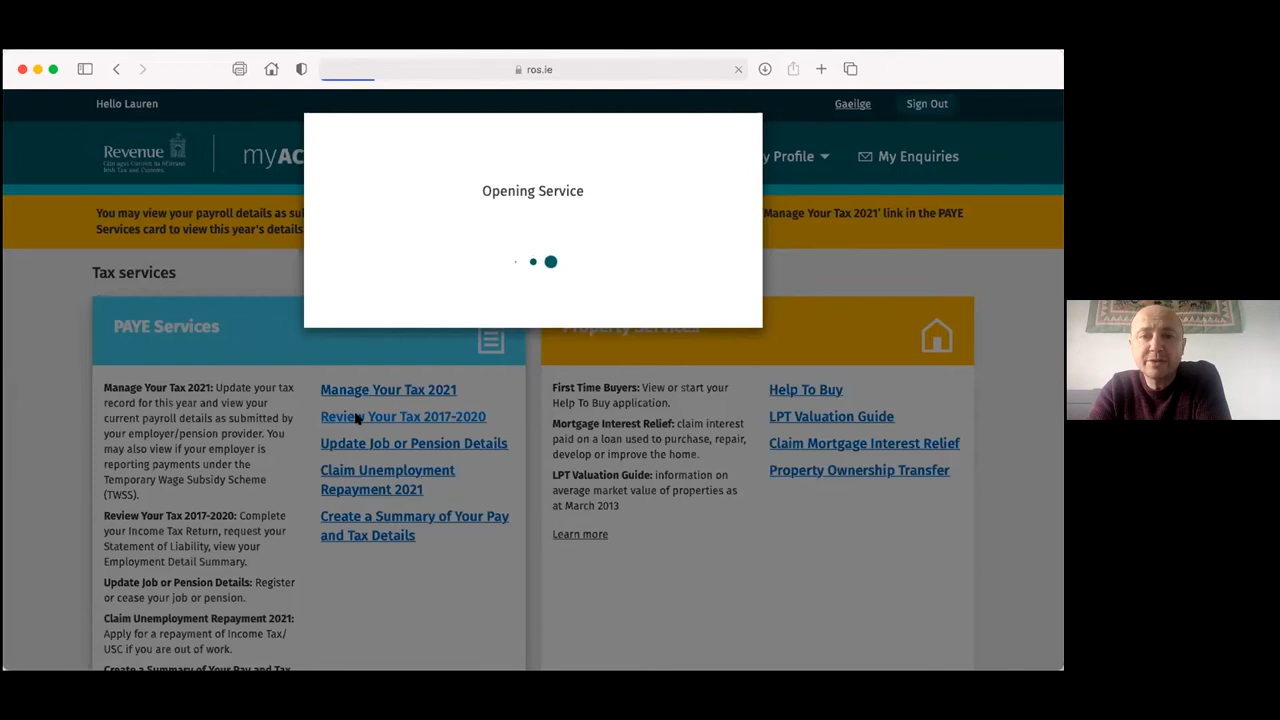 ros.ie
Hello Lauren
Gaeilge
Sign Out
Revenue
myAC
y Profile
My Enquiries
You may view your payroll details as su
Manage Your Tax 2021' link in the PAYE
Services card to view this year's details
Opening Service
Tax services
PAYE Services
Manage Your Tax 2021: Update your tax
record for this year and view your
current payroll details as submitted by
your employer/pension provider. You
may also view if your employer is
reporting payments under the
Temporary Wage Subsidy Scheme
(TWSS).
Review Your Tax 2017-2020: Complete
your Income Tax Return, request your
Statement of Liability, view your
Employment Detail Summary.
Update Job or Pension Details: Register
or cease your job or pension.
Claim Unemployment Repayment 2021:
Apply for a repayment of Income Tax/
USC if you are out of work.
Create a Summary of Your Pay and Tax
Manage Your Tax 2021
Review Your Tax 2017-2020
Update Job or Pension Details
Claim Unemployment
Repayment 2021
Create a Summary of Your Pay
and Tax Details
Property Services
First Time Buyers: View or start your
Help To Buy application.
Mortgage Interest Relief: claim interest
paid on a loan used to purchase, repair,
develop or improve the home.
LPT Valuation Guide: information on
average market value of properties as
at March 2013
Learn more
Help To Buy
LPT Valuation Guide
Claim Mortgage Interest Relief
Property Ownership Transfer